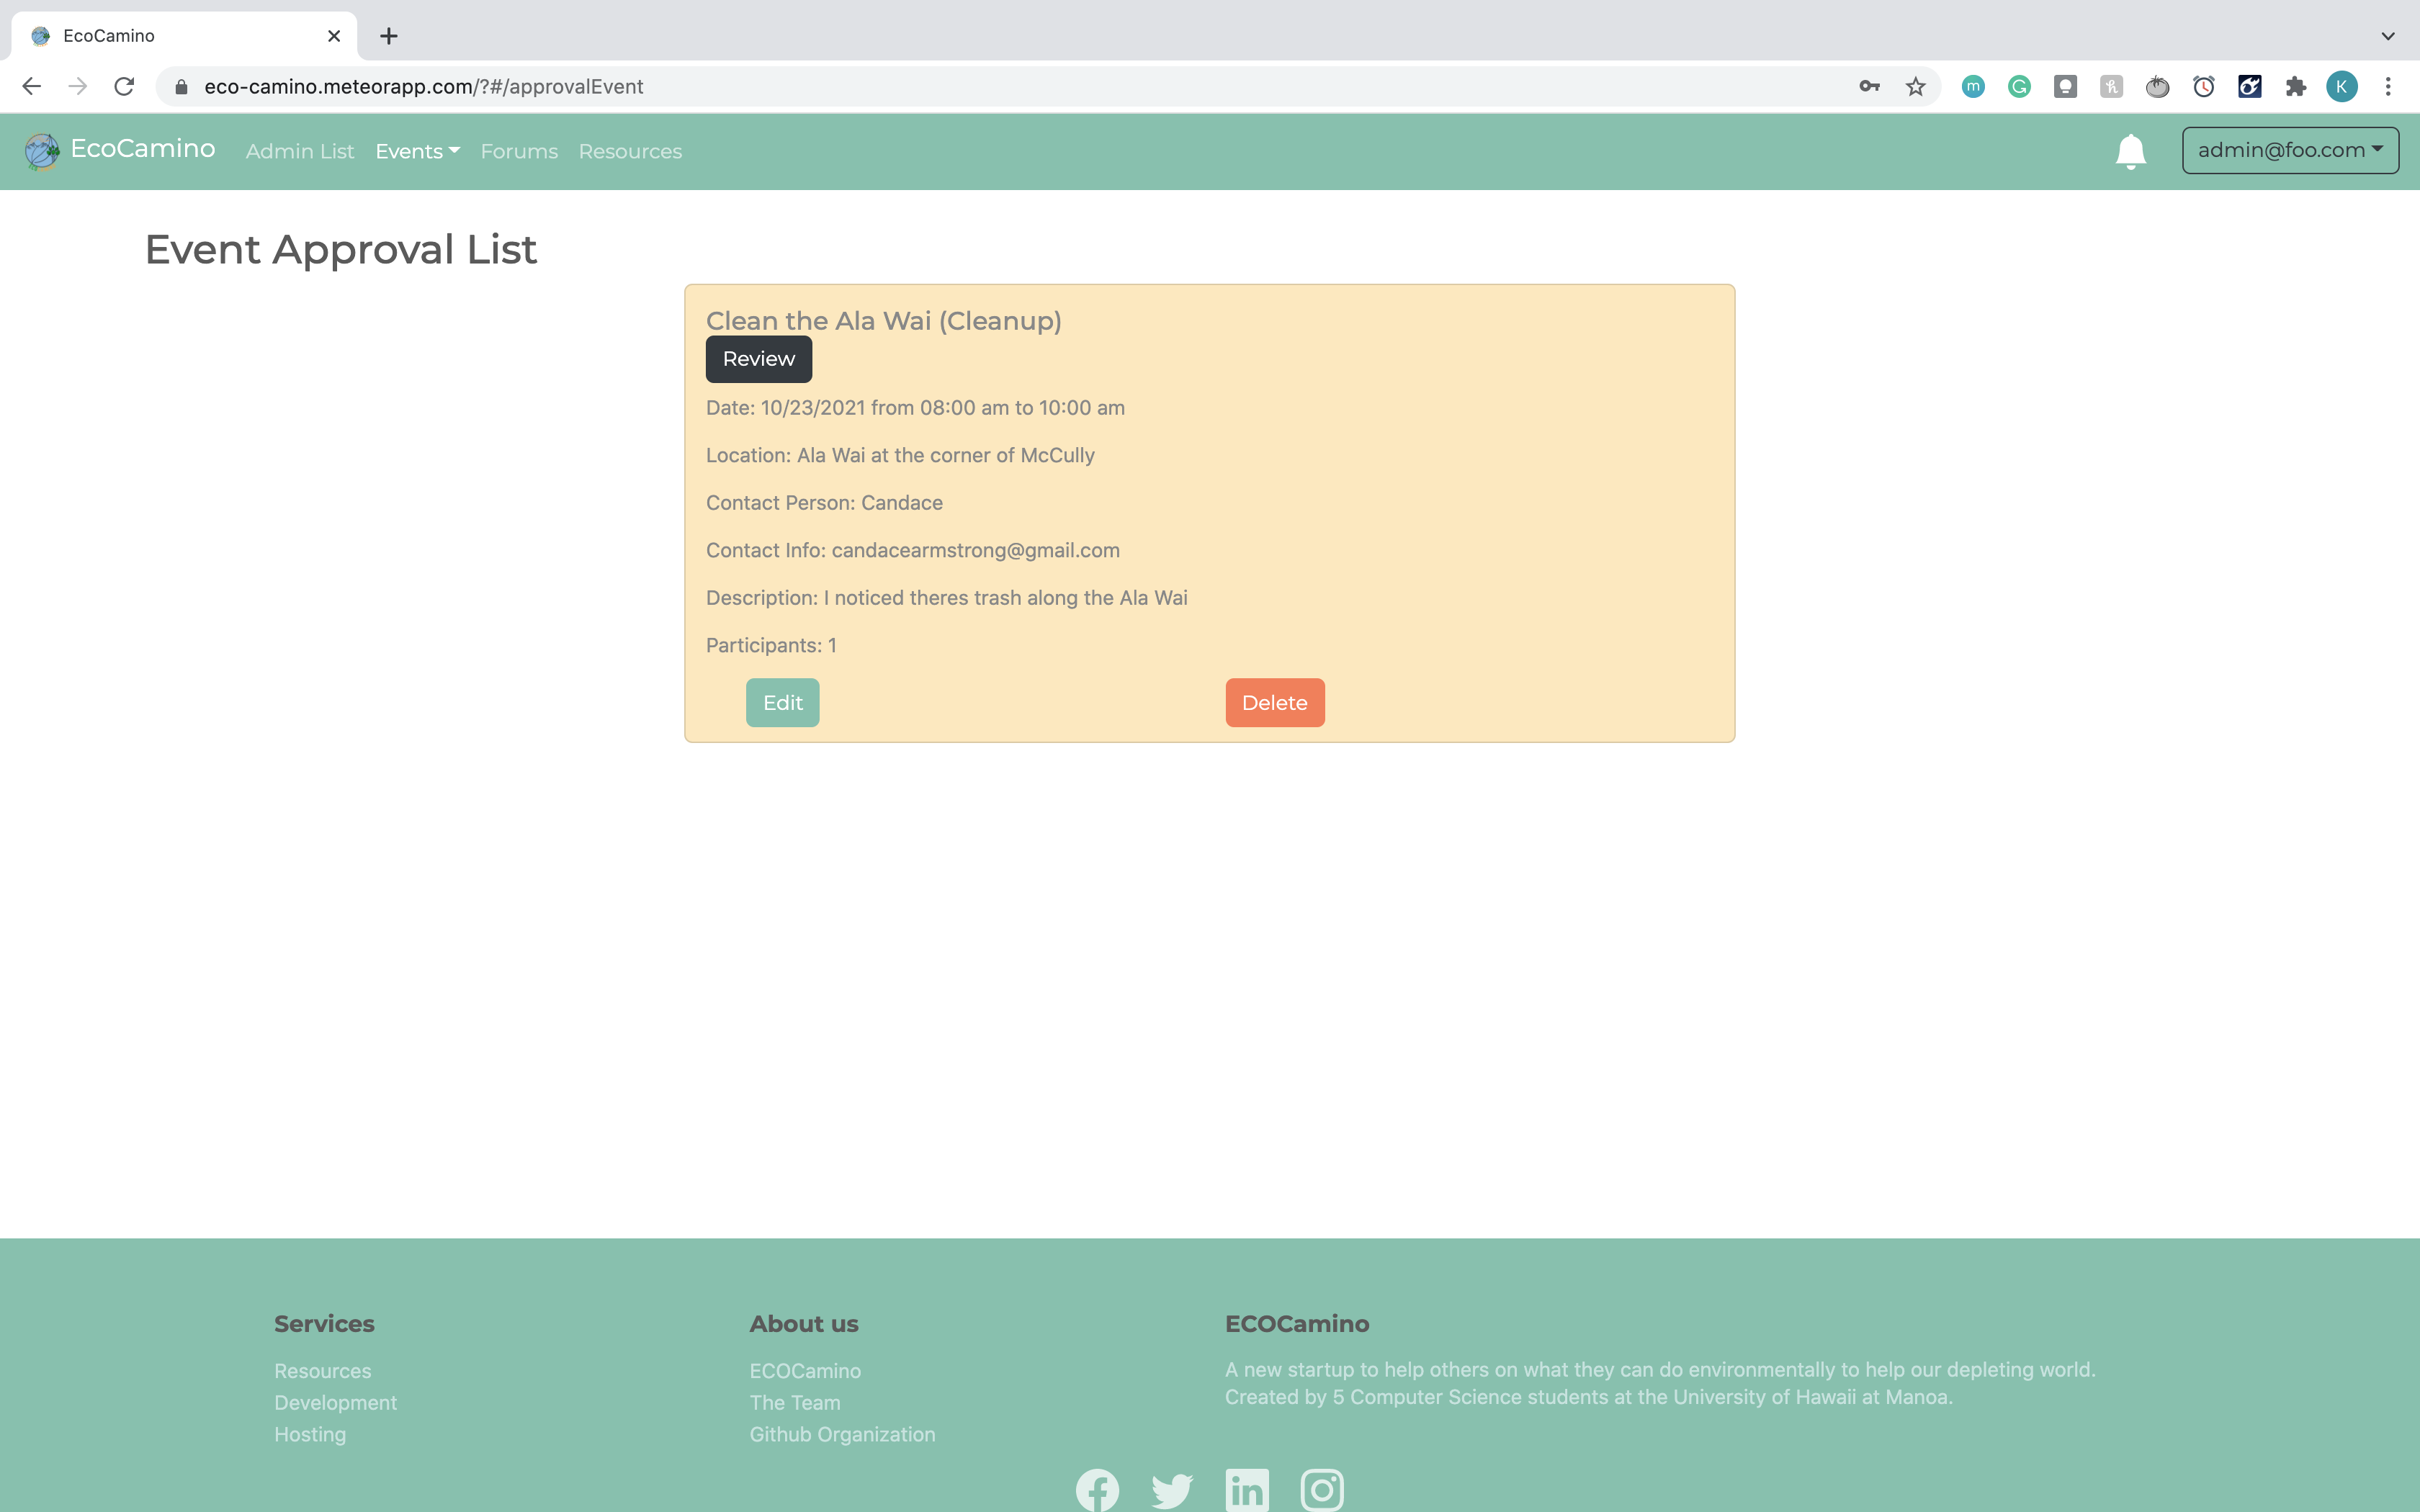 EcoCamino
eco-camino.meteorapp.com/?#/approvalEvent
m
G
K
EcoCamino Admin List Events Forums Resources admin@foo.com
Event Approval List
Clean the Ala Wai (Cleanup)
Review
Date: 10/23/2021 from 08:00 am to 10:00 am
Location: Ala Wai at the corner of McCully
Contact Person: Candace
Contact Info: candacearmstrong@gmail.com
Description: I noticed theres trash along the Ala Wai
Participants: 1
Edit Delete
Services
Resources
Development
Hosting
About us
ECOCamino
The Team
Github Organization
ECOCamino
A new startup to help others on what they can do environmentally to help our depleting world.
Created by 5 Computer Science students at the University of Hawaii at Manoa.
in